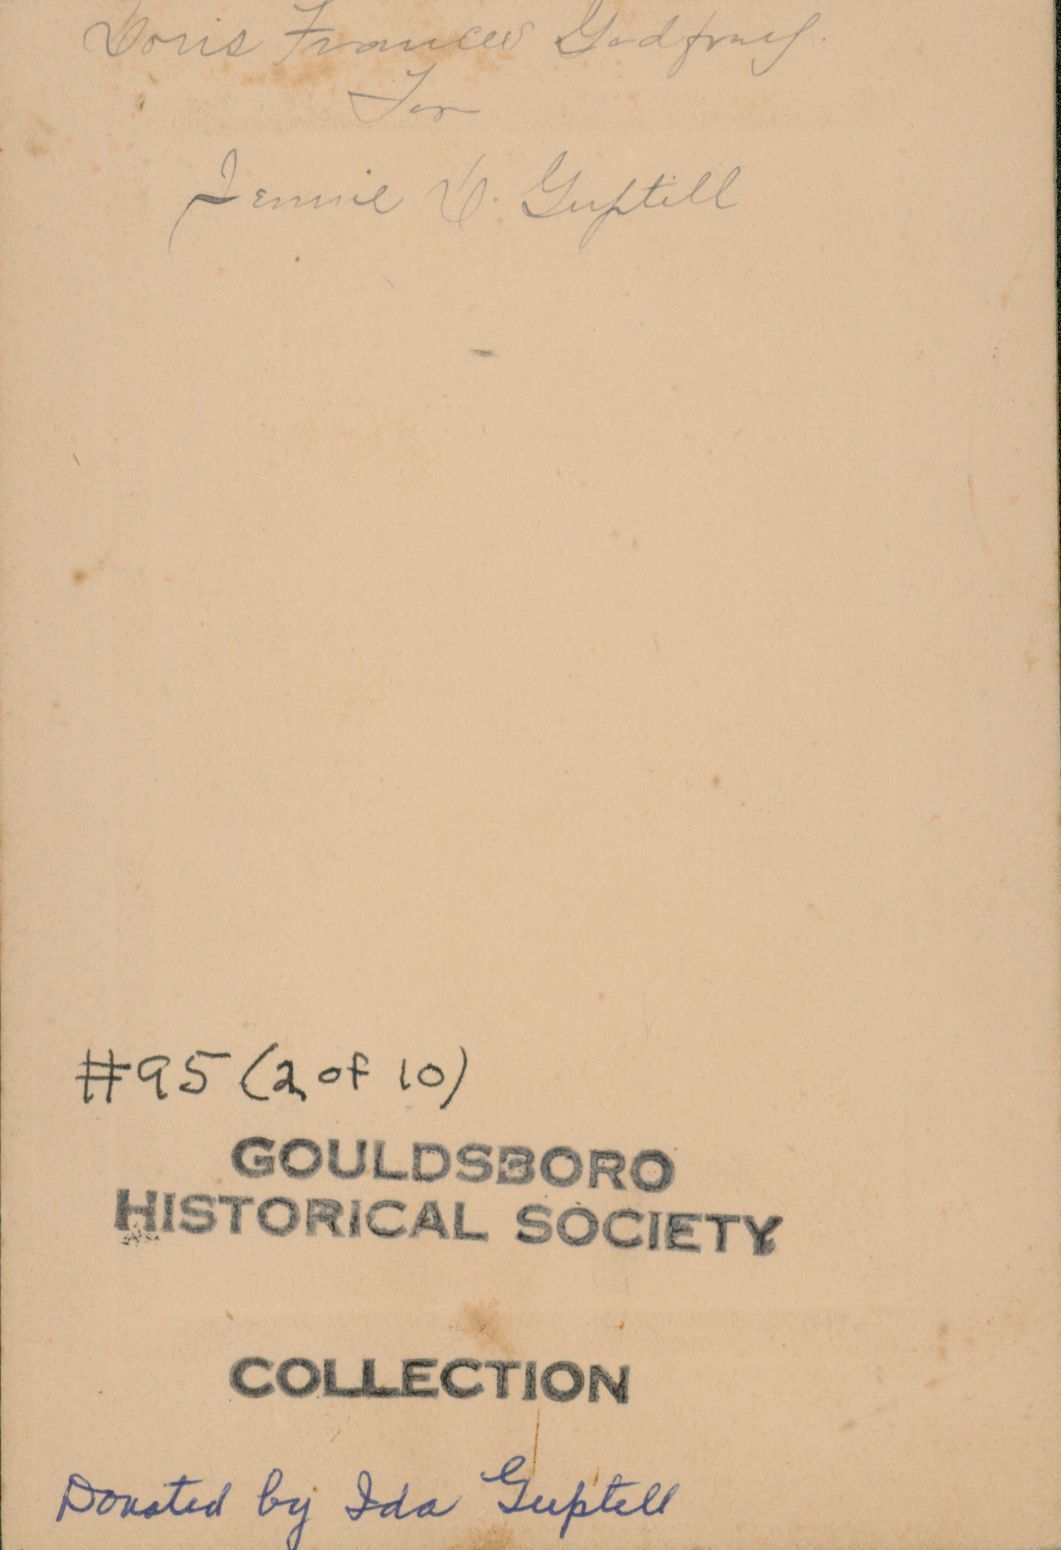 Doris Frances Godfrey.
For
Jennie V. Guptill
#95 (2 of 10)
GOULDSBORO
HISTORICAL SOCIETY
COLLECTION
Donated by Ida Guptill